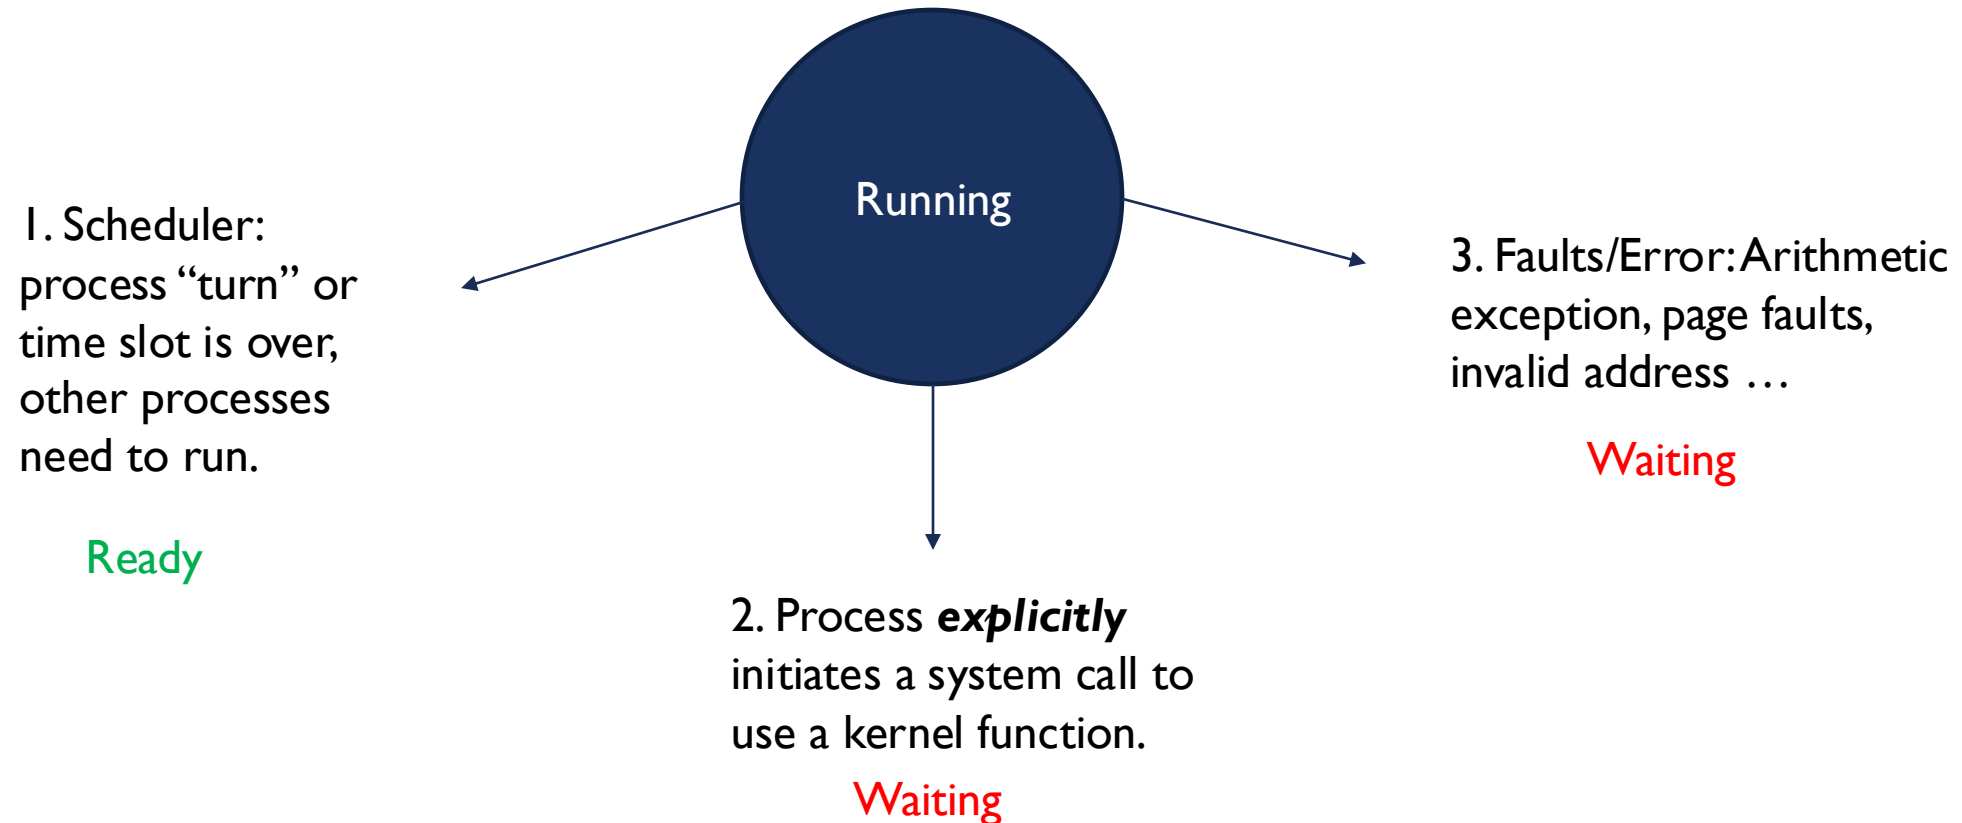 Running
1. Scheduler:
process “turn” or
time slot is over,
other processes
need to run.
Ready
2. Process explicitly
initiates a system call to
use a kernel function.
Waiting
3. Faults/Error: Arithmetic
exception, page faults,
invalid address …
Waiting